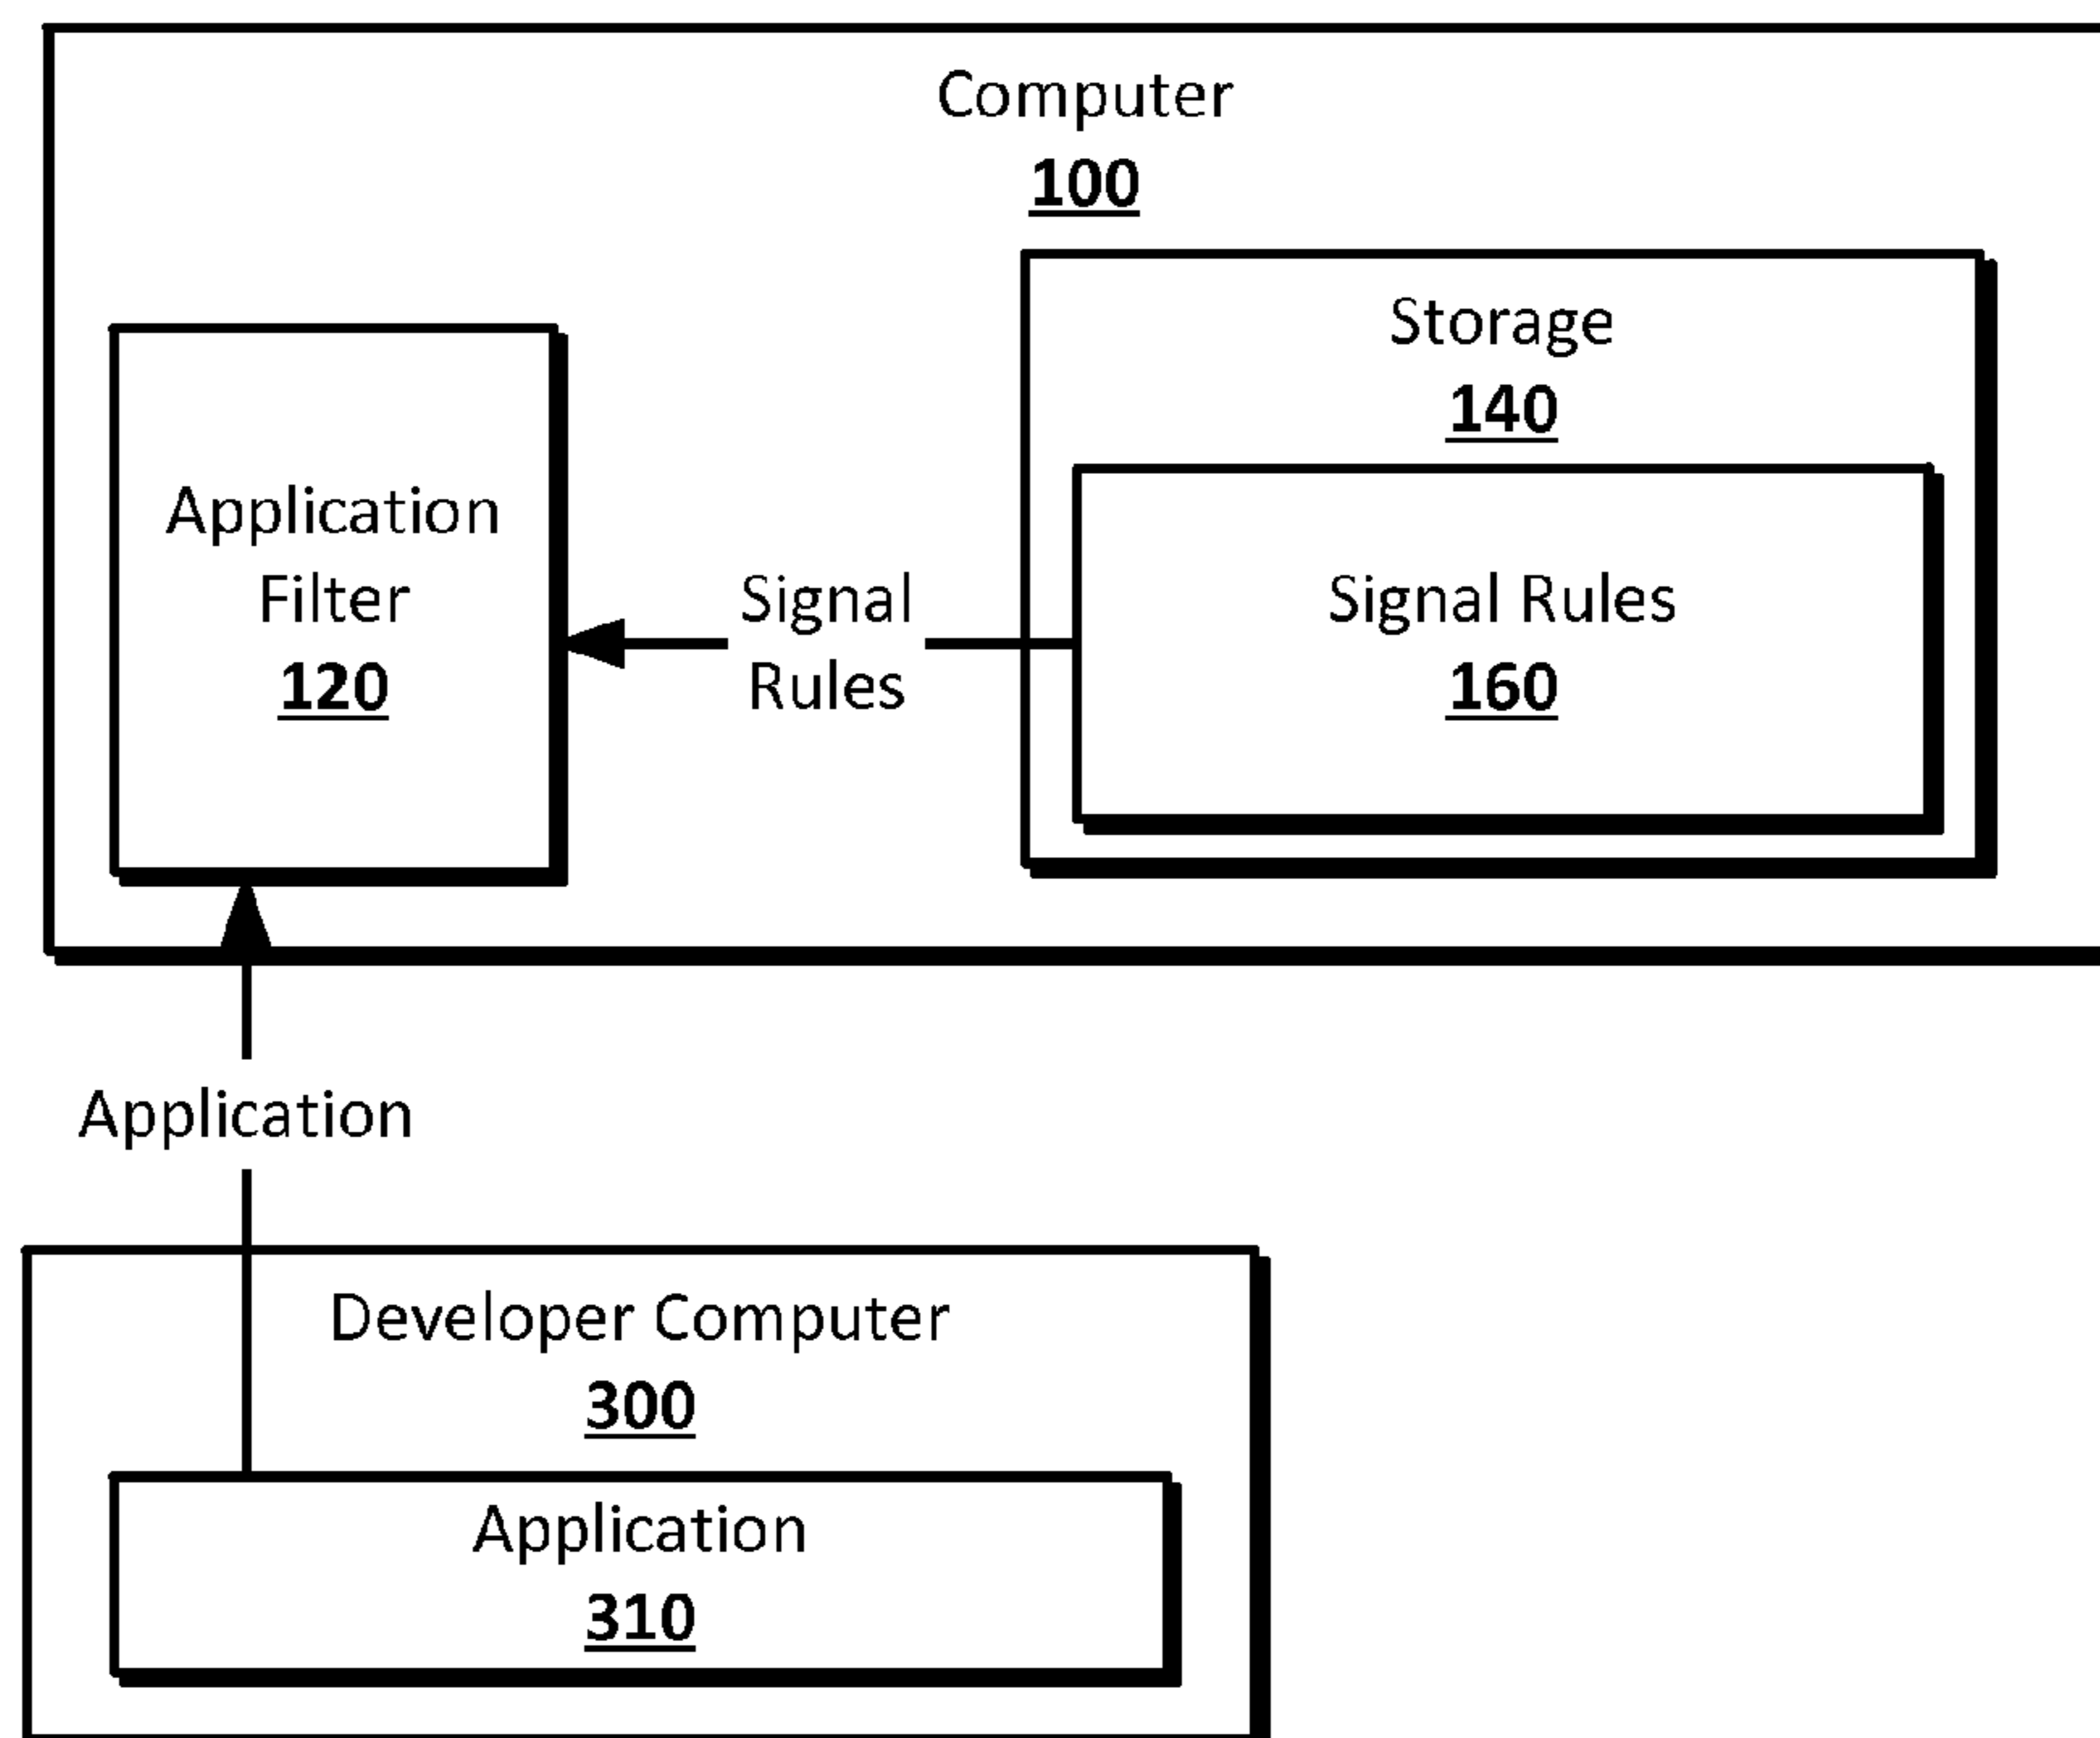 Computer
100
Storage
140
Application
Filter
120
Signal
Rules
Signal Rules
160
Application
Developer Computer
300
Application
310